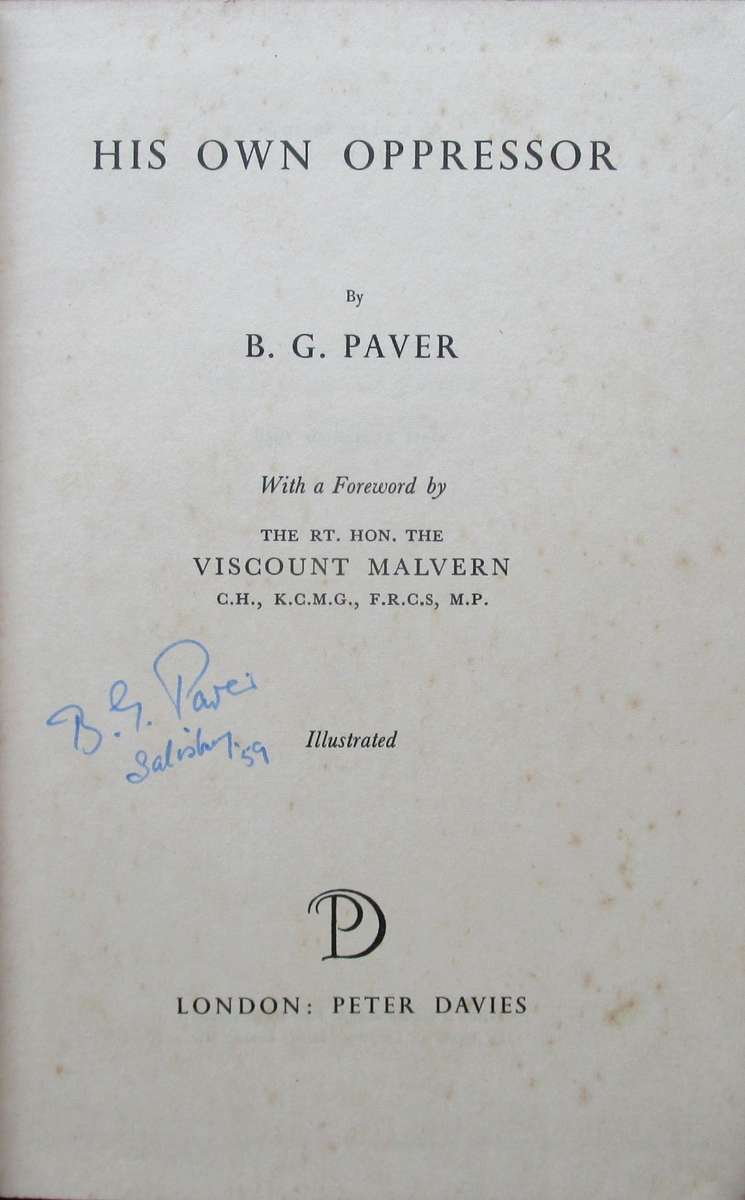 HIS OWN OPPRESSOR
By
B. G. PAVER
With a Foreword by
THE RT. HON. THE
VISCOUNT MALVERN
C.H., K.C.M.G., F.R.C.S, M.P.
B. G. Paver
Salisbury. 59
Illustrated
PD
LONDON: PETER DAVIES